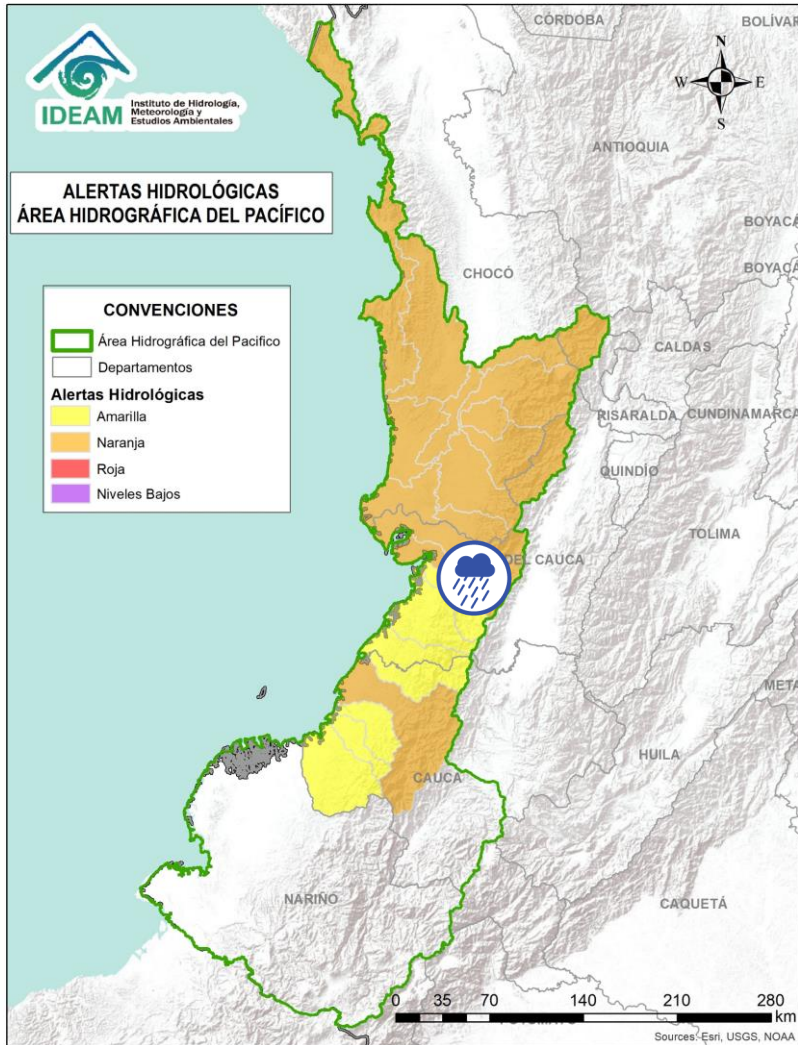 CÓRDOBA
BOLÍVAR
IDEAM
Instituto de Hidrología,
Meteorología y
Estudios Ambientales
N
W E
S
ANTIOQUIA
ALERTAS HIDROLÓGICAS
ÁREA HIDROGRÁFICA DEL PACÍFICO
BOYACÁ
BOYACÁ
CHOCÓ
CONVENCIONES
Área Hidrográfica del Pacifico
Departamentos
Alertas Hidrológicas
Amarilla
Naranja
Roja
Niveles Bajos
CALDAS
RISARALDA
CUNDINAMARCA
QUINDÍO
TOLIMA
DEL CAUCA
META
HUILA
CAUCA
NARIÑO
CAQUETÁ
0 35 70 140 210 280
km
Sources: Esri, USGS, NOAA